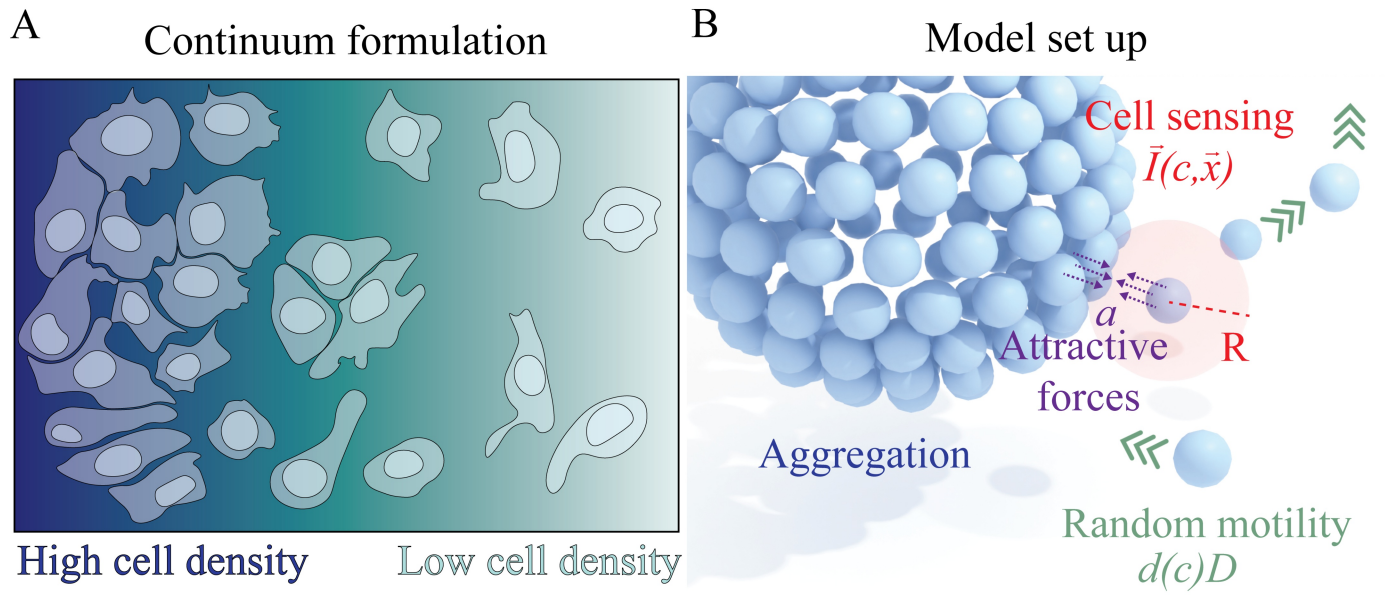 A
Continuum formulation
High cell density
Low cell density
B
Model set up
Cell sensing
I⃗(c,x⃗)
a
Attractive
forces
R
Aggregation
Random motility
d(c)D